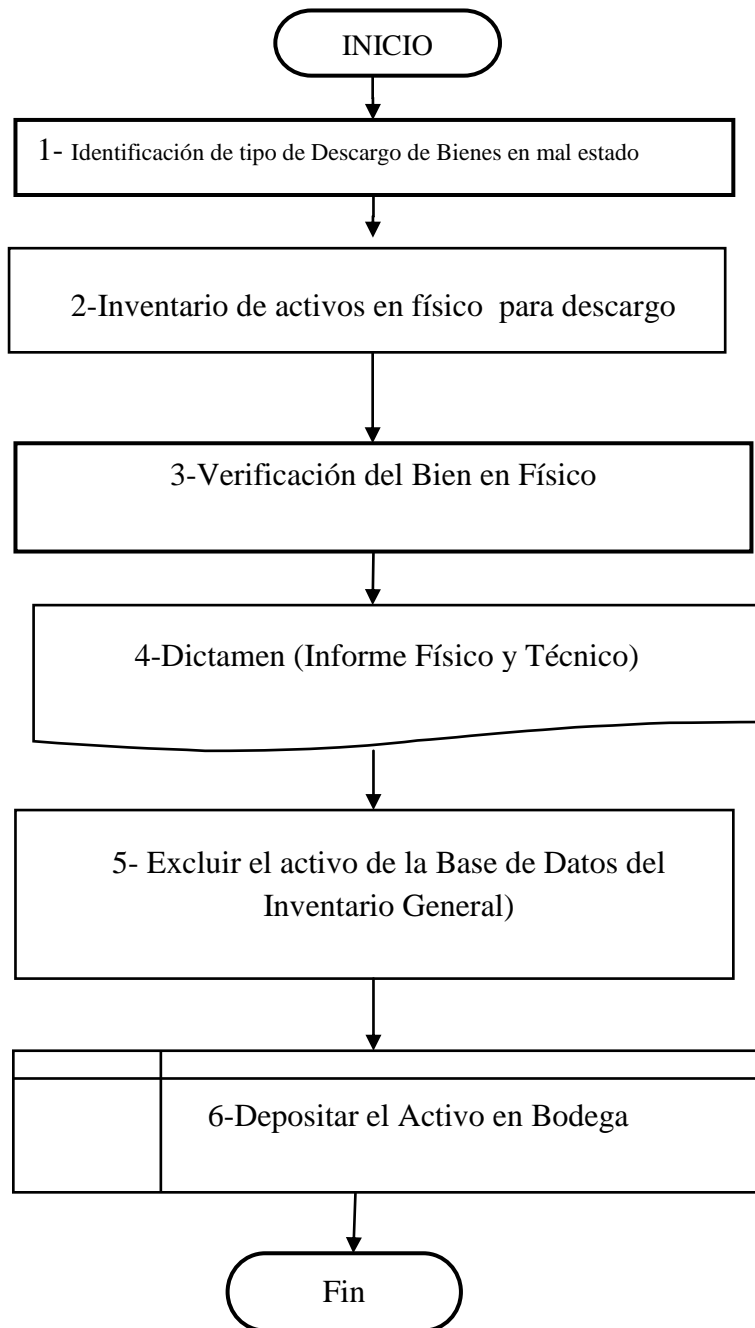 INICIO
1- Identificación de tipo de Descargo de Bienes en mal estado
2-Inventario de activos en físico  para descargo
3-Verificación del Bien en Físico
4-Dictamen (Informe Físico y Técnico)
5- Excluir el activo de la Base de Datos del
Inventario General)
6-Depositar el Activo en Bodega
Fin